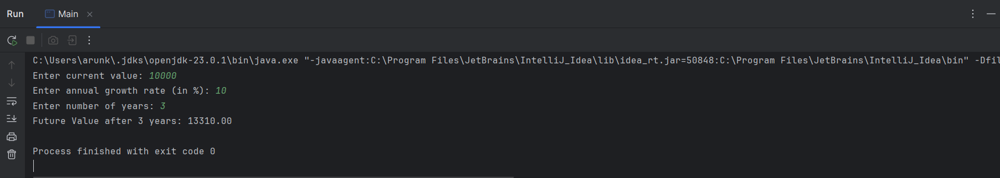 Run Main
C:\Users\arunk\.jdks\openjdk-23.0.1\bin\java.exe "-javaagent:C:\Program Files\JetBrains\IntelliJ_Idea\lib\idea_rt.jar=50848:C:\Program Files\JetBrains\IntelliJ_Idea\bin" -Dfil
Enter current value: 10000
Enter annual growth rate (in %): 10
Enter number of years: 3
Future Value after 3 years: 13310.00
Process finished with exit code 0